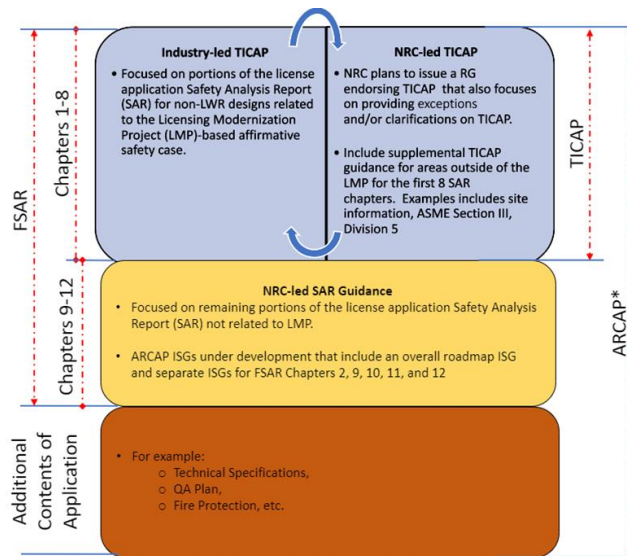 Industry-led TICAP
• Focused on portions of the license
application Safety Analysis Report
(SAR) for non-LWR designs related
to the Licensing Modernization
Project (LMP)-based affirmative
safety case.
NRC-led TICAP
• NRC plans to issue a RG
endorsing TICAP that also focuses
on providing exceptions
and/or clarifications on TICAP.
• Include supplemental TICAP
guidance for areas outside of the
LMP for the first 8 SAR
chapters. Examples includes site
information, ASME Section III,
Division 5
FSAR
Chapters 1-8
TICAP
ARCAP*
Chapters 9-12
NRC-led SAR Guidance
• Focused on remaining portions of the license application Safety Analysis
Report (SAR) not related to LMP.
• ARCAP ISGs under development that include an overall roadmap ISG
and separate ISGs for FSAR Chapters 2, 9, 10, 11, and 12
Additional
Contents of
Application
• For example:
o Technical Specifications,
o QA Plan,
o Fire Protection, etc.